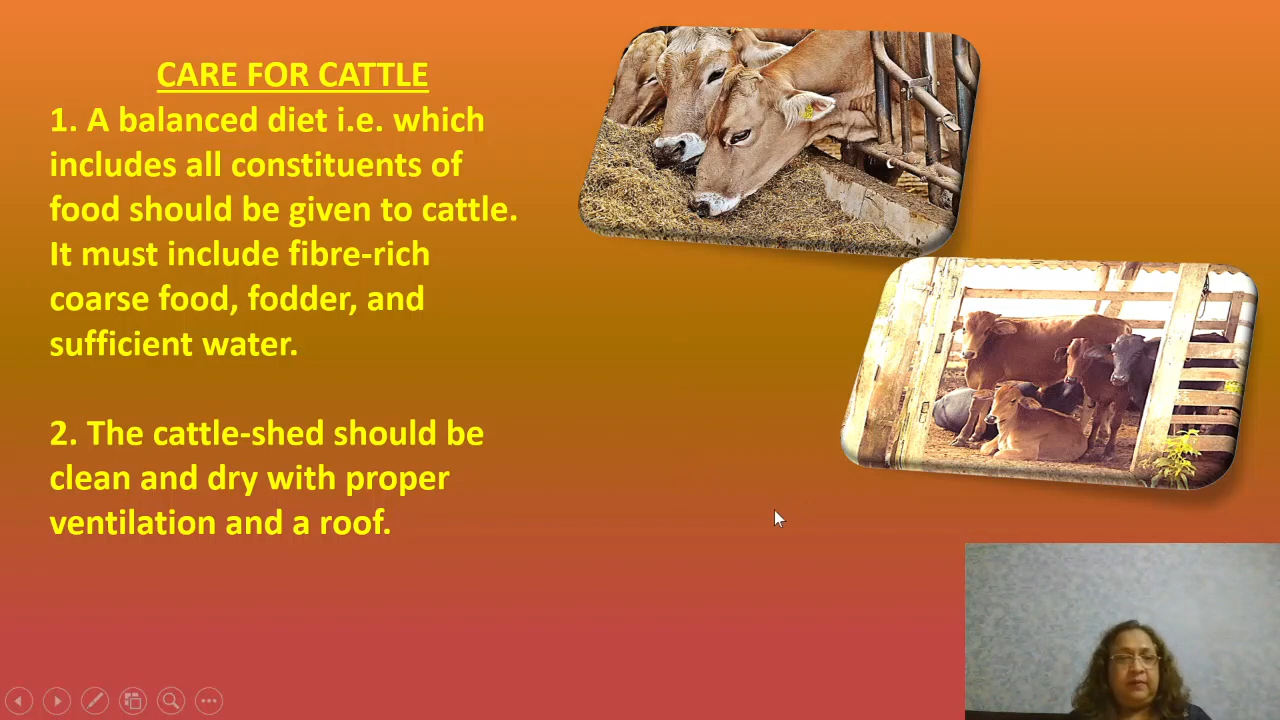 CARE FOR CATTLE
1. A balanced diet i.e. which
includes all constituents of
food should be given to cattle.
It must include fibre-rich
coarse food, fodder, and
sufficient water.
2. The cattle-shed should be
clean and dry with proper
ventilation and a roof.